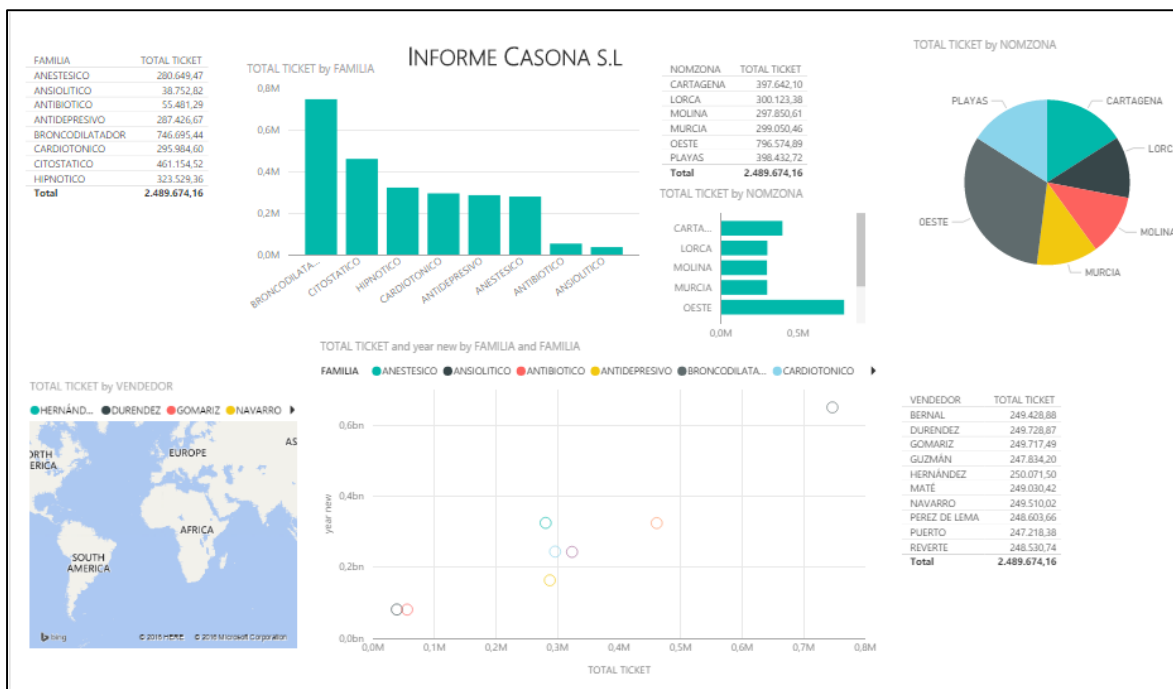 INFORME CASONA S.L
FAMILIA TOTAL TICKET
ANESTESICO 280.649,47
ANSIOLITICO 38.752,82
ANTIBIOTICO 55.481,29
ANTIDEPRESIVO 287.426,67
BRONCODILATADOR 746.695,44
CARDIOTONICO 295.984,60
CITOSTATICO 461.154,52
HIPNOTICO 323.529,36
Total 2.489.674,16
TOTAL TICKET by FAMILIA
0,8M
0,6M
0,4M
0,2M
0,0M
BRONCODILATA...
CITOSTATICO
HIPNOTICO
CARDIOTONICO
ANTIDEPRESIVO
ANESTESICO
ANTIBIOTICO
ANSIOLITICO
NOMZONA TOTAL TICKET
CARTAGENA 397.642,10
LORCA 300.123,38
MOLINA 297.850,61
MURCIA 299.050,46
OESTE 796.574,89
PLAYAS 398.432,72
Total 2.489.674,16
TOTAL TICKET by NOMZONA
CARTA...
LORCA
MOLINA
MURCIA
OESTE
0,0M 0,5M
TOTAL TICKET by NOMZONA
PLAYAS
CARTAGENA
LORC
MOLINA
MURCIA
OESTE
TOTAL TICKET by VENDEDOR
HERNÁND... DURENDEZ GOMARIZ NAVARRO
ORTH
ERICA
EUROPE
AS
AFRICA
SOUTH
AMERICA
bing © 2016 HERE © 2016 Microsoft Corporation
TOTAL TICKET and year new by FAMILIA and FAMILIA
FAMILIA ANESTESICO ANSIOLITICO ANTIBIOTICO ANTIDEPRESIVO BRONCODILATA... CARDIOTONICO
year new
0,6bn
0,4bn
0,2bn
0,0bn
0,0M 0,1M 0,2M 0,3M 0,4M 0,5M 0,6M 0,7M 0,8M
TOTAL TICKET
VENDEDOR TOTAL TICKET
BERNAL 249.428,88
DURENDEZ 249.728,87
GOMARIZ 249.717,49
GUZMÁN 247.834,20
HERNÁNDEZ 250.071,50
MATÉ 249.030,42
NAVARRO 249.510,02
PEREZ DE LEMA 248.603,66
PUERTO 247.218,38
REVERTE 248.530,74
Total 2.489.674,16